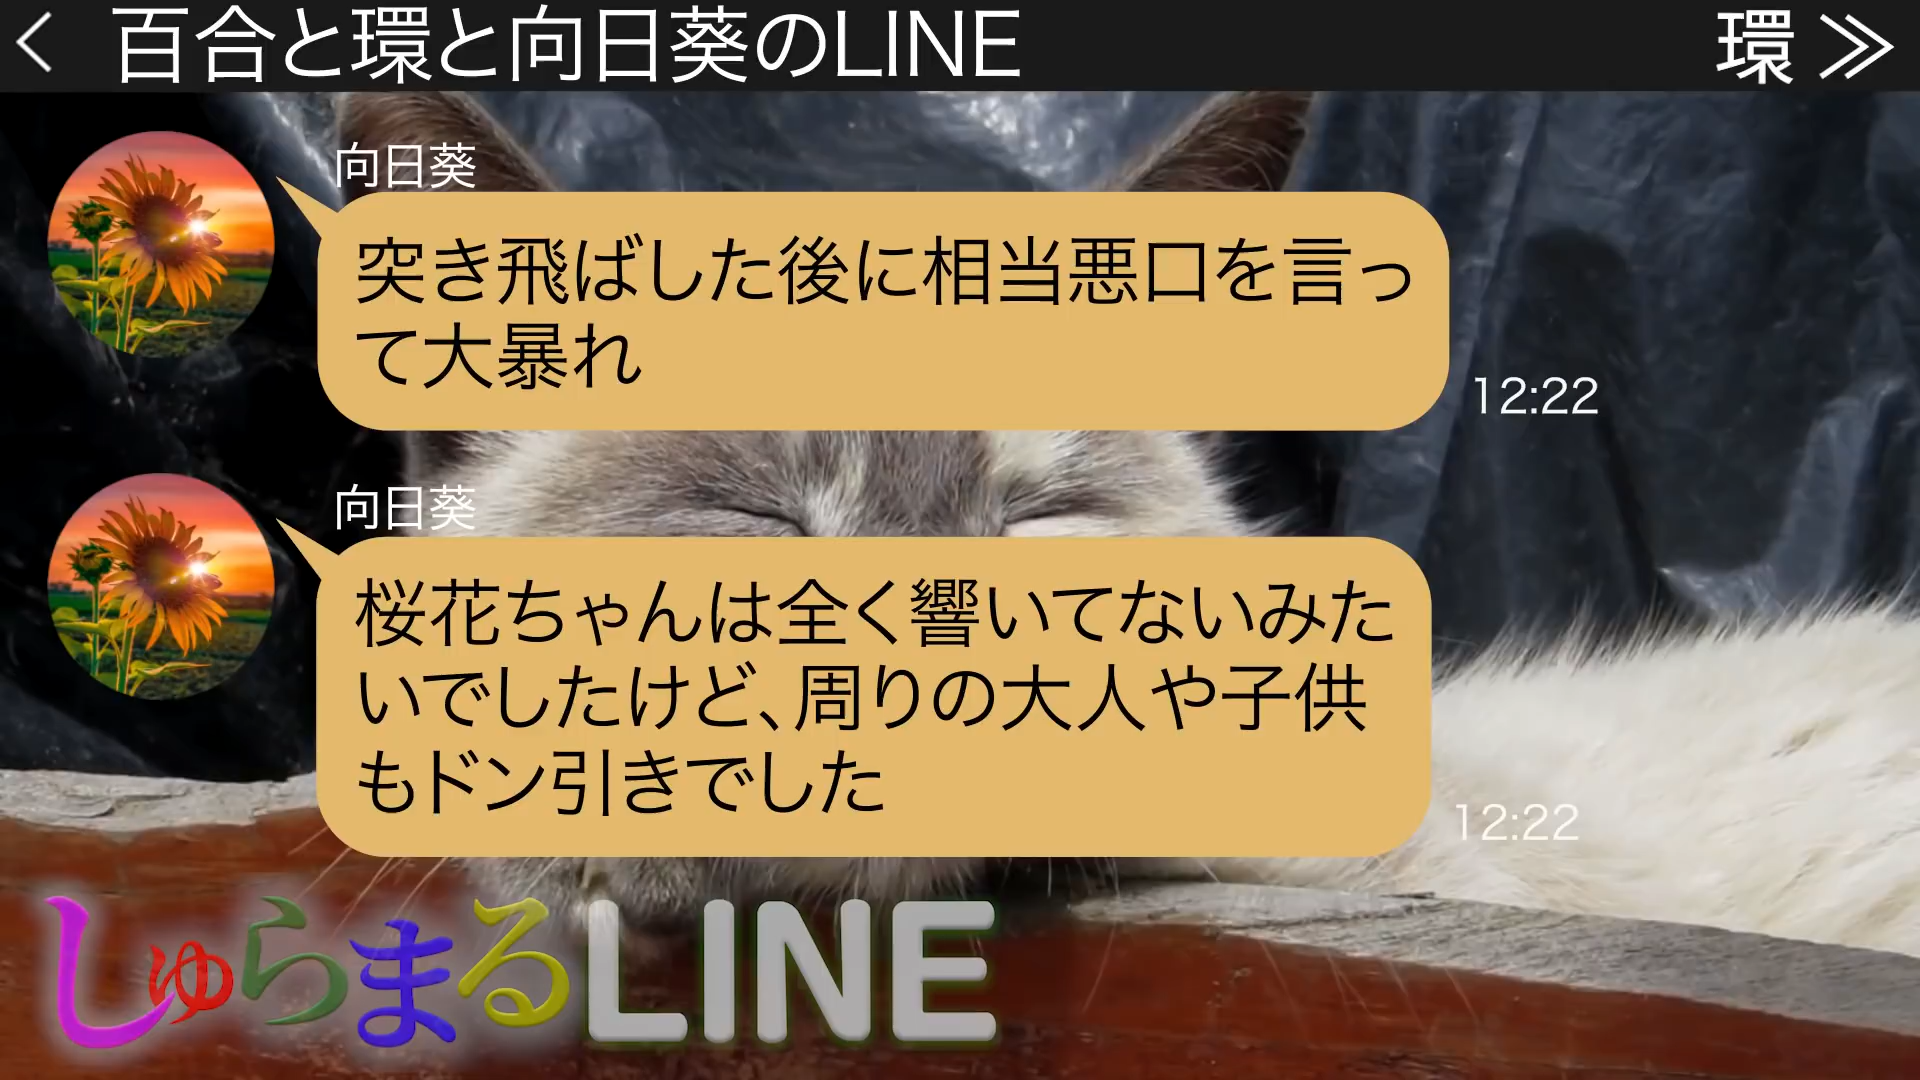 百合と環と向日葵のLINE
環
向日葵
突き飛ばした後に相当悪口を言っ
て大暴れ
12:22
向日葵
桜花ちゃんは全く響いてないみた
いでしたけど、周りの大人や子供
もドン引きでした
12:22
しゅらまるLINE